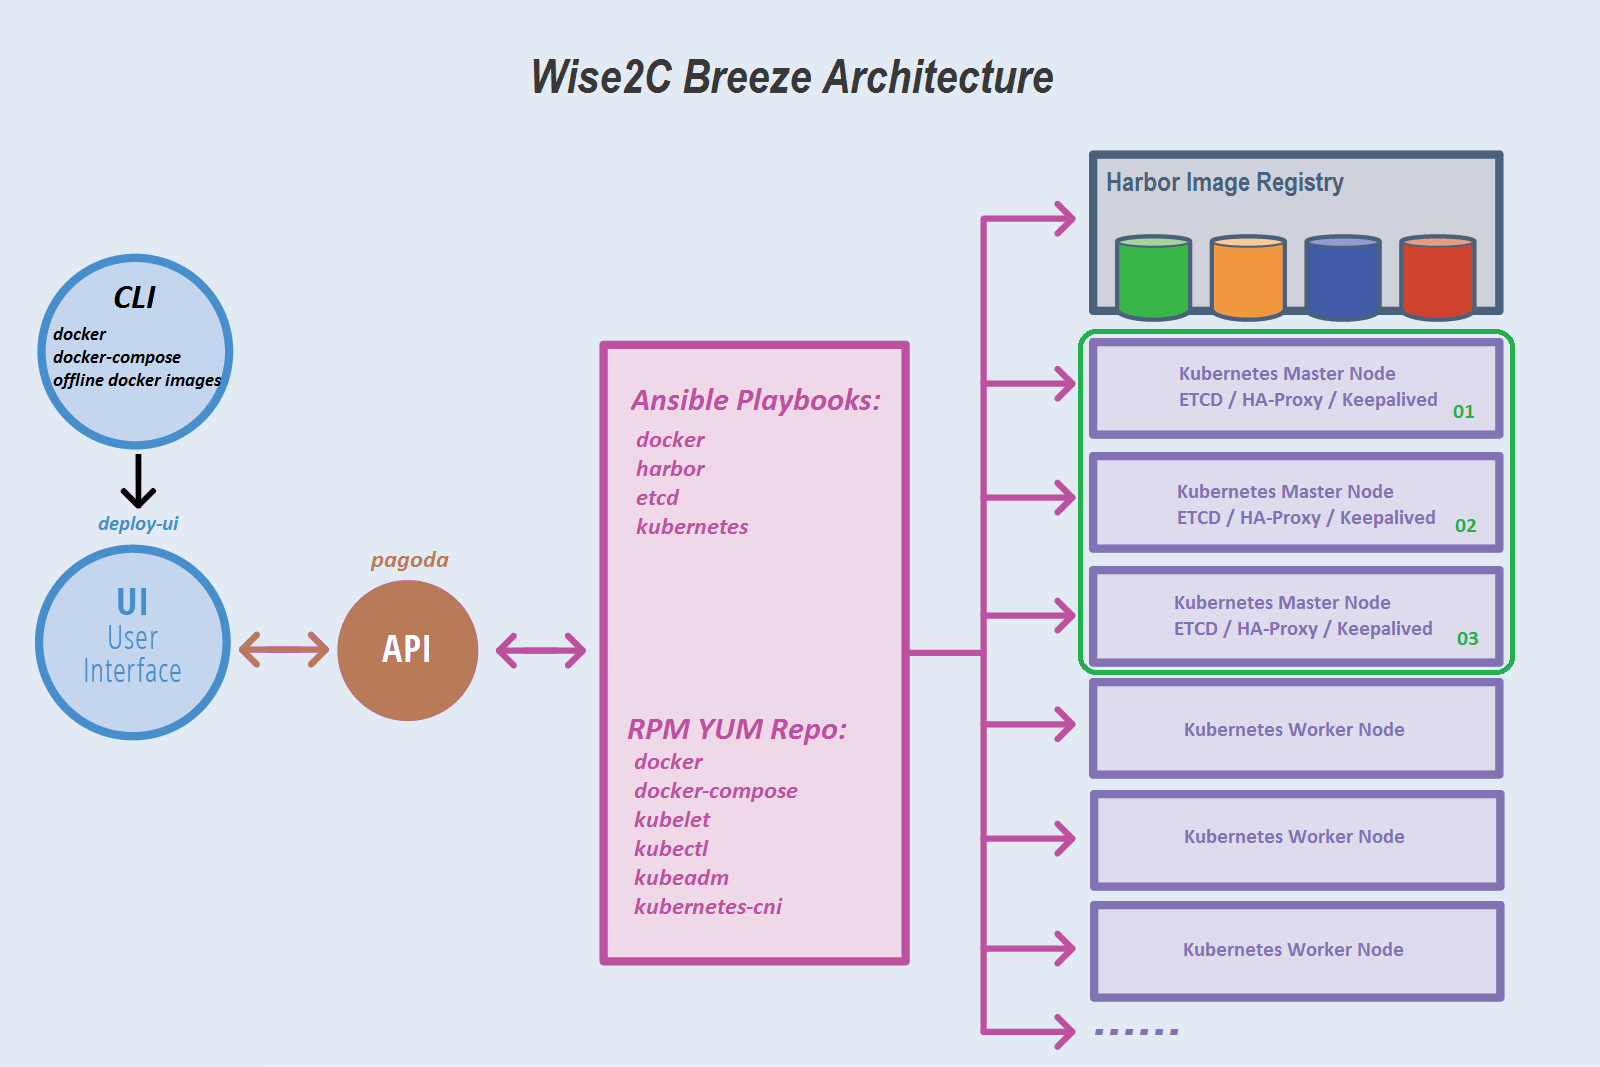 Wise2C Breeze Architecture
CLI
docker
docker-compose
offline docker images
deploy-ui
UI
User
Interface
pagoda
API
Ansible Playbooks:
docker
harbor
etcd
kubernetes
RPM YUM Repo:
docker
docker-compose
kubelet
kubectl
kubeadm
kubernetes-cni
Harbor Image Registry
Kubernetes Master Node
ETCD / HA-Proxy / Keepalived
01
Kubernetes Master Node
ETCD / HA-Proxy / Keepalived
02
Kubernetes Master Node
ETCD / HA-Proxy / Keepalived
03
Kubernetes Worker Node
Kubernetes Worker Node
Kubernetes Worker Node
------